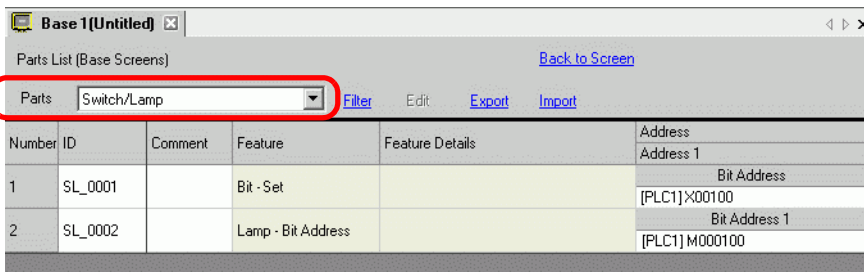 Base 1(Untitled)
Parts List (Base Screens) Back to Screen
Parts Switch/Lamp Filter Edit Export Import
Number ID Comment Feature Feature Details Address
Address 1
1 SL_0001 Bit - Set Bit Address
[PLC1]X00100
2 SL_0002 Lamp - Bit Address Bit Address 1
[PLC1]M000100